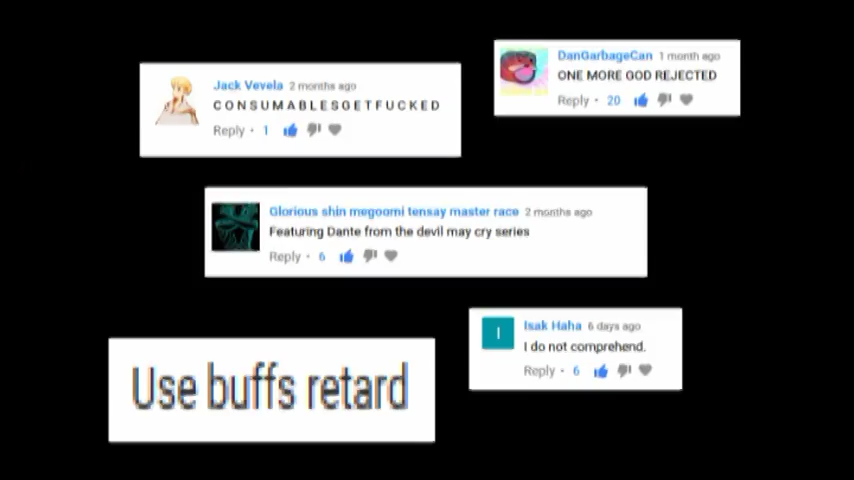 DanGarbageCan 1 month ago
ONE MORE GOD REJECTED
Reply • 20
Jack Vevela 2 months ago
C O N S U M A B L E S G E T F U C K E D
Reply • 1
Glorious shin megoomi tensay master race 2 months ago
Featuring Dante from the devil may cry series
Reply • 6
I
Isak Haha 6 days ago
I do not comprehend.
Reply • 6
Use buffs retard